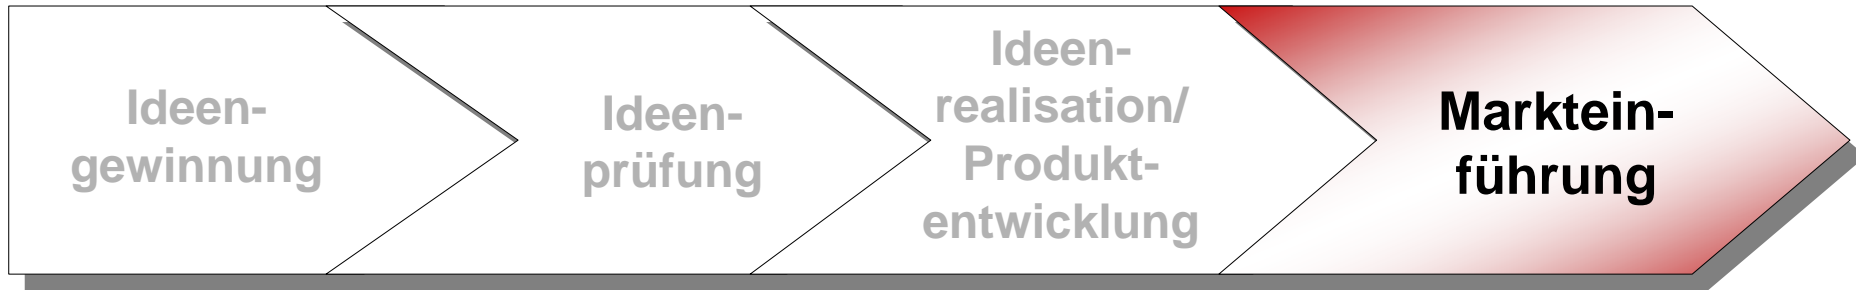 Ideen-
gewinnung
Ideen-
prüfung
Ideen-
realisation/
Produkt-
entwicklung
Marktein-
führung